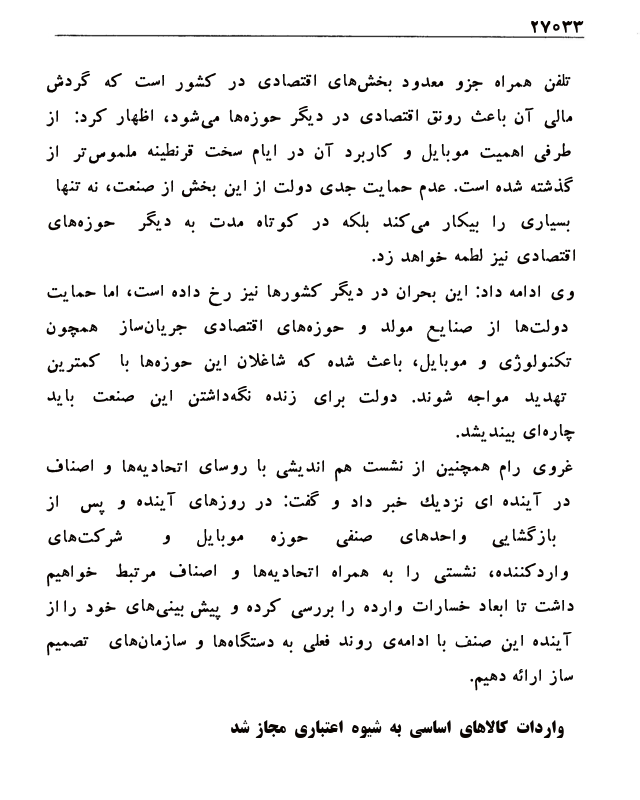 ۲۷۰۳۳
تلفن همراه جزو معدود بخش‌های اقتصادی در کشور است که گردش
مالی آن باعث رونق اقتصادی در دیگر حوزه‌ها می‌شود، اظهار کرد: از
طرفی اهمیت موبایل و کاربرد آن در ایام سخت قرنطینه ملموس‌تر از
گذشته شده است. عدم حمایت جدی دولت از این بخش از صنعت، نه تنها
بسیاری را بیکار می‌کند بلکه در کوتاه مدت به دیگر حوزه‌های
اقتصادی نیز لطمه خواهد زد.
وی ادامه داد: این بحران در دیگر کشورها نیز رخ داده است، اما حمایت
دولت‌ها از صنایع مولد و حوزه‌های اقتصادی جریان‌ساز همچون
تکنولوژی و موبایل، باعث شده که شاغلان این حوزه‌ها با کمترین
تهدید مواجه شوند. دولت برای زنده نگه‌داشتن این صنعت باید
چاره‌ای بیندیشد.
غروی رام همچنین از نشست هم اندیشی با روسای اتحادیه‌ها و اصناف
در آینده ای نزدیك خبر داد و گفت: در روزهای آینده و پس از
بازگشایی واحدهای صنفی حوزه موبایل و شرکت‌های
واردکننده، نشستی را به همراه اتحادیه‌ها و اصناف مرتبط خواهیم
داشت تا ابعاد خسارات وارده را بررسی کرده و پیش بینی‌های خود را از
آینده این صنف با ادامه‌ی روند فعلی به دستگاه‌ها و سازمان‌های تصمیم
ساز ارائه دهیم.
واردات کالاهای اساسی به شیوه اعتباری مجاز شد